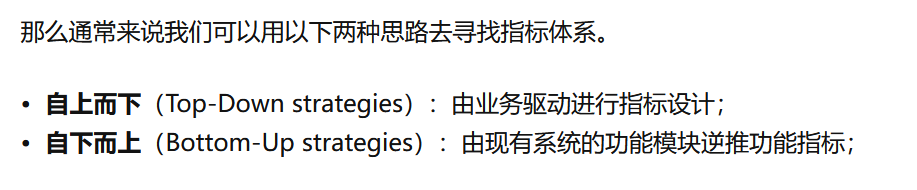 那么通常来说我们可以用以下两种思路去寻找指标体系。
• 自上而下（Top-Down strategies）：由业务驱动进行指标设计；
• 自下而上（Bottom-Up strategies）：由现有系统的功能模块逆推功能指标；